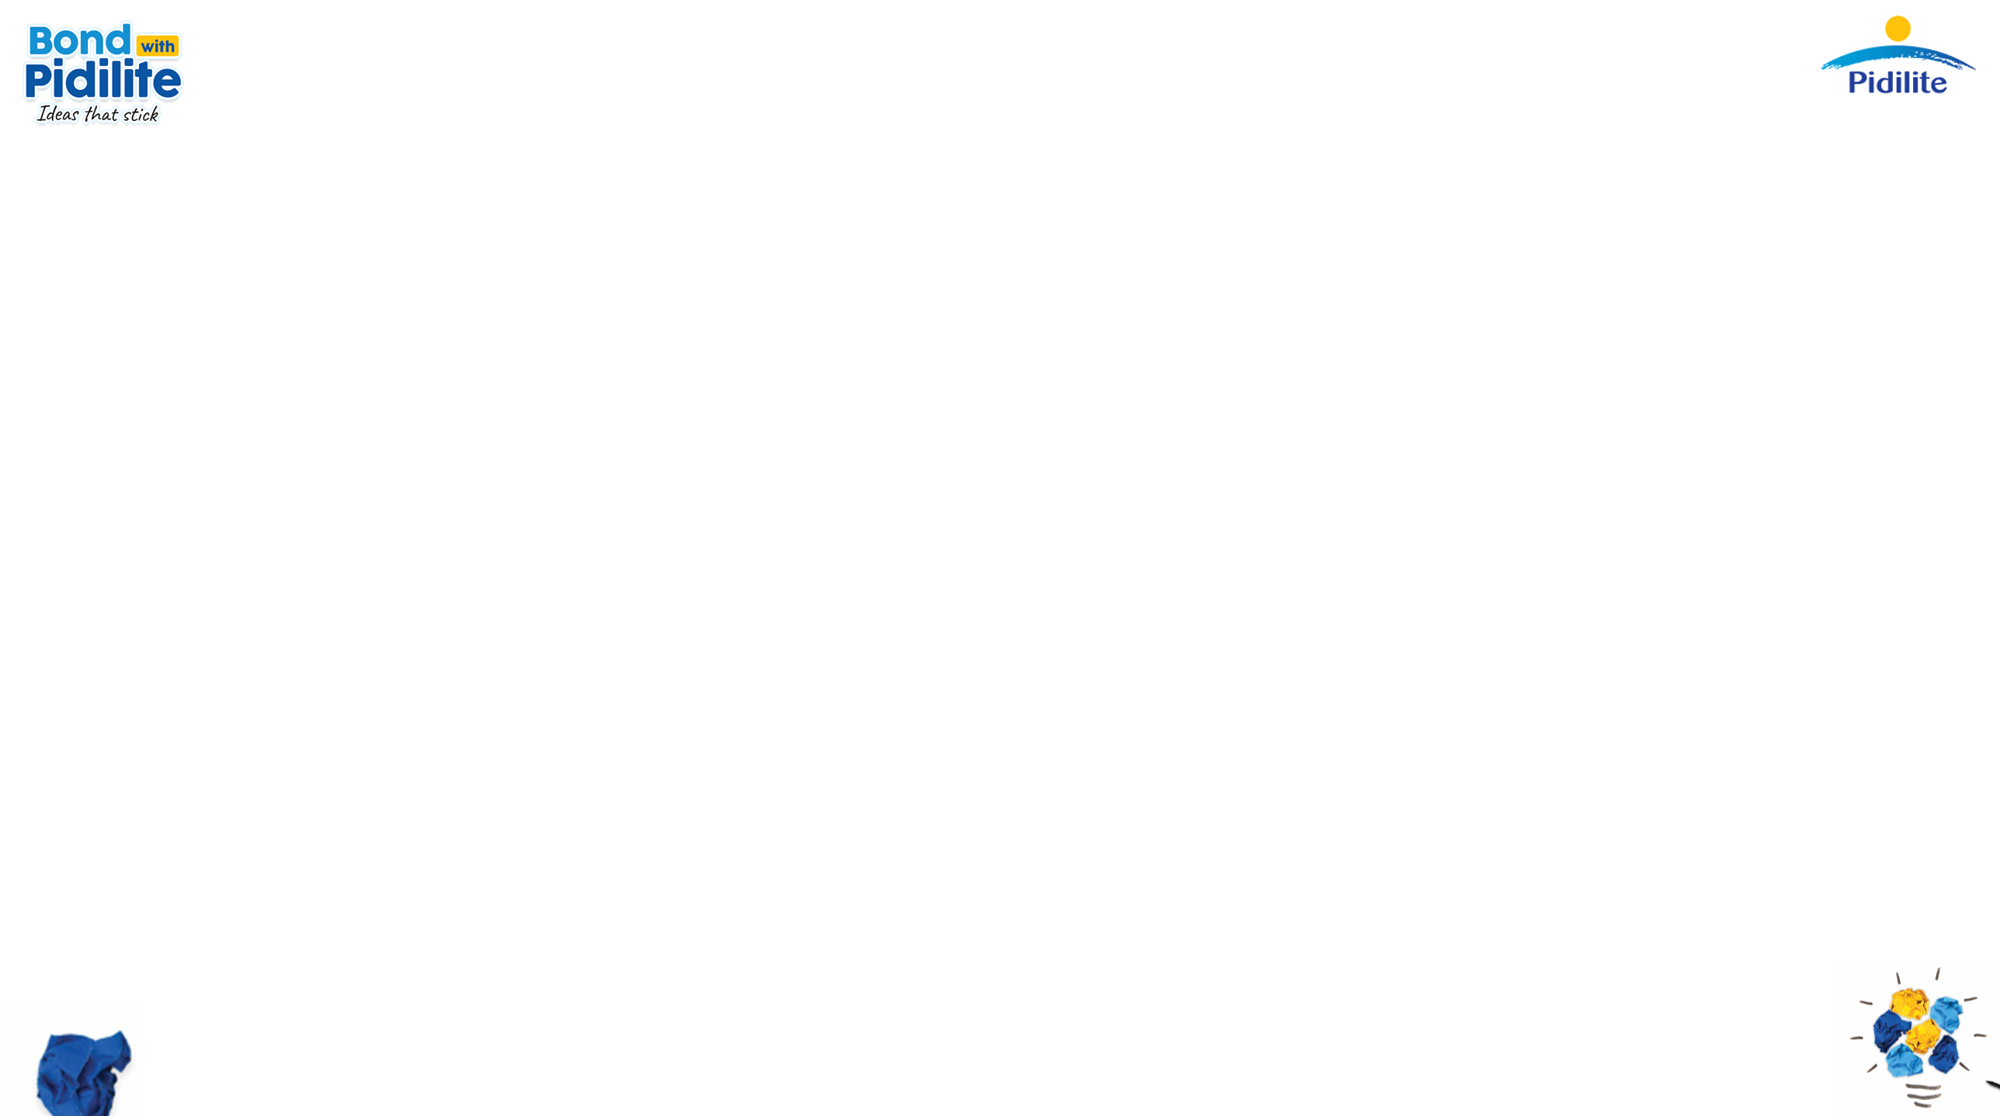 Bond with
Pidilite
Ideas that stick
Pidilite